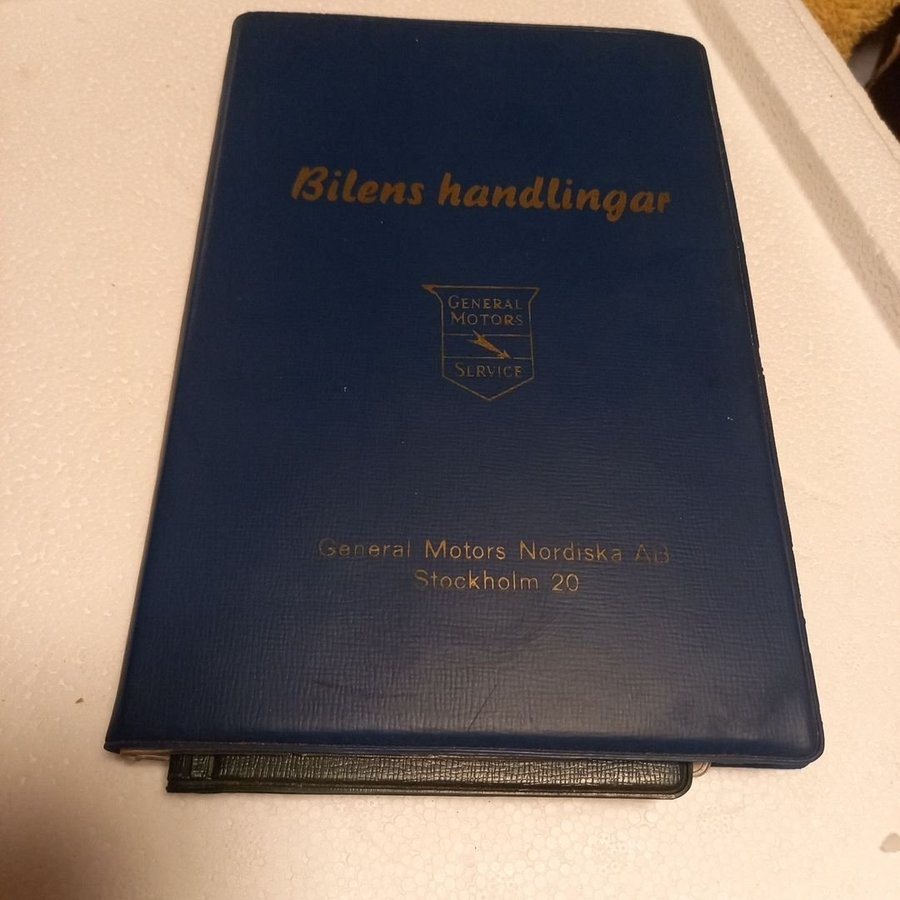 Bilens handlingar
GENERAL
MOTORS
SERVICE
General Motors Nordiska AB
Stockholm 20